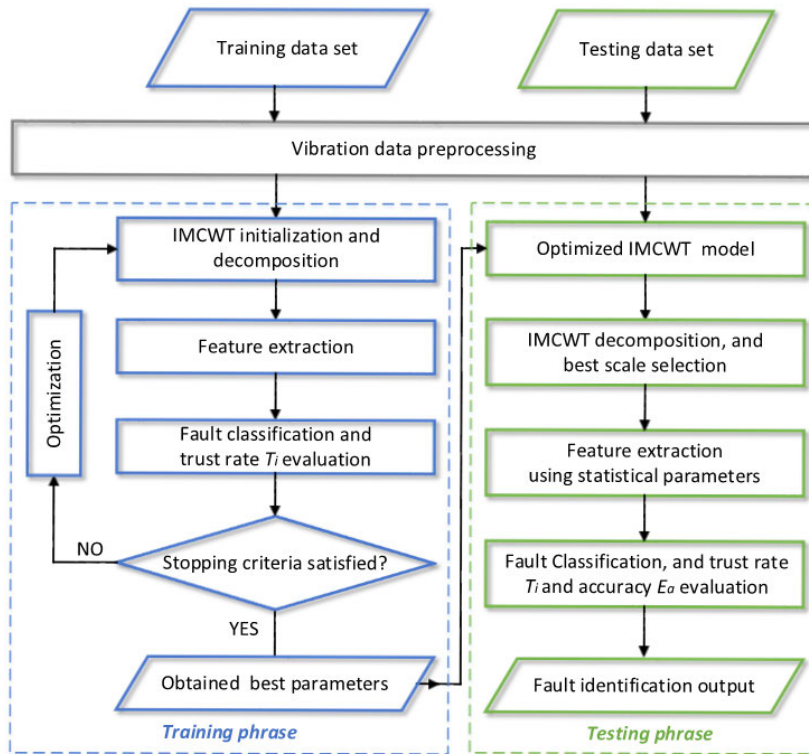 Training data set
Testing data set
Vibration data preprocessing
IMCWT initialization and
decomposition
Feature extraction
Fault classification and
trust rate Ti evaluation
Optimization
NO
Stopping criteria satisfied?
YES
Obtained best parameters
Training phrase
Optimized IMCWT model
IMCWT decomposition, and
best scale selection
Feature extraction
using statistical parameters
Fault Classification, and trust rate
Ti and accuracy Ea evaluation
Fault identification output
Testing phrase